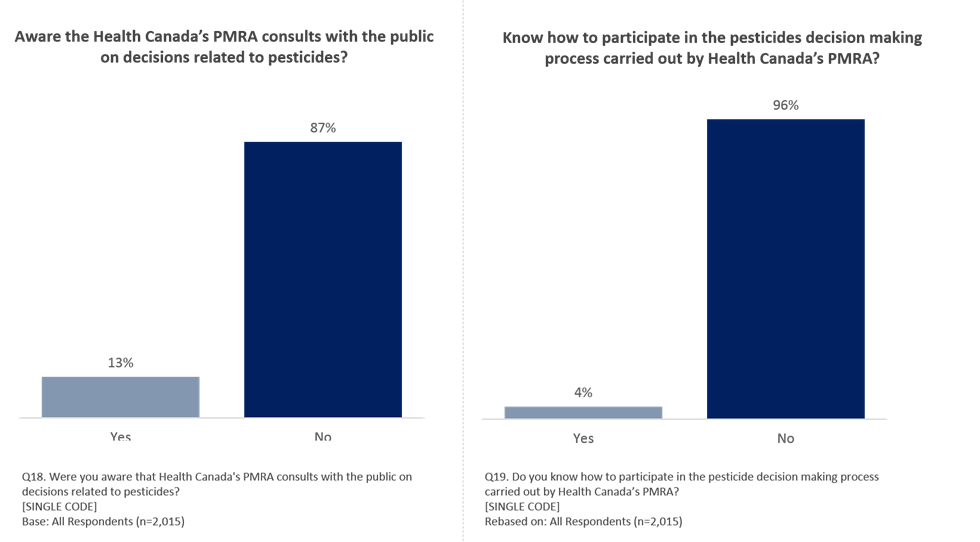 Aware the Health Canada's PMRA consults with the public
on decisions related to pesticides?
87%
13%
Yes
No
Q18. Were you aware that Health Canada's PMRA consults with the public on
decisions related to pesticides?
[SINGLE CODE]
Base: All Respondents (n=2,015)
Know how to participate in the pesticides decision making
process carried out by Health Canada's PMRA?
96%
4%
Yes
No
Q19. Do you know how to participate in the pesticide decision making process
carried out by Health Canada's PMRA?
[SINGLE CODE]
Rebased on: All Respondents (n=2,015)